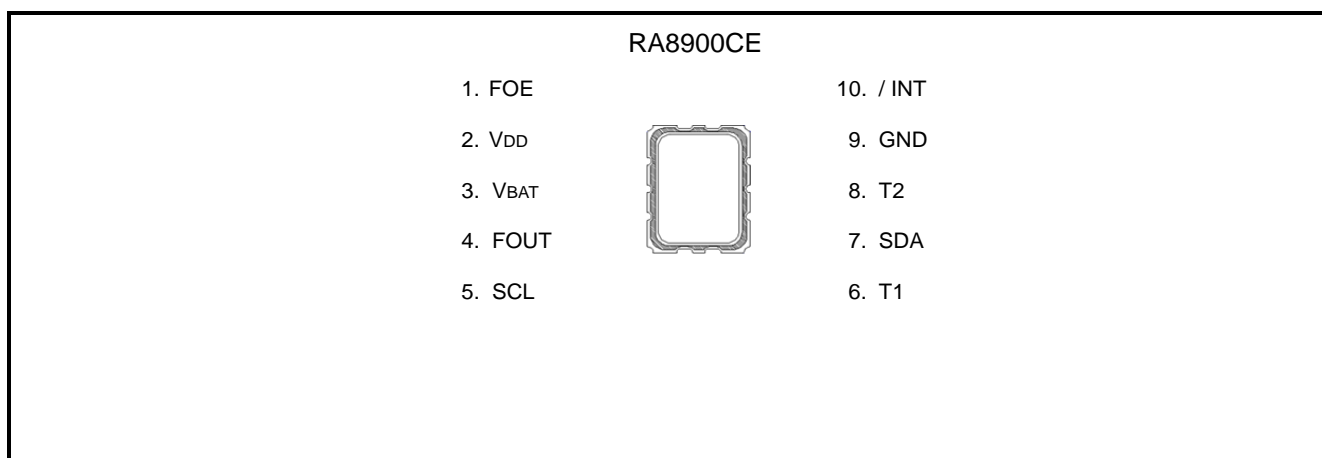 RA8900CE
1. FOE
10. / INT
2. VDD
9. GND
3. VBAT
8. T2
4. FOUT
7. SDA
5. SCL
6. T1